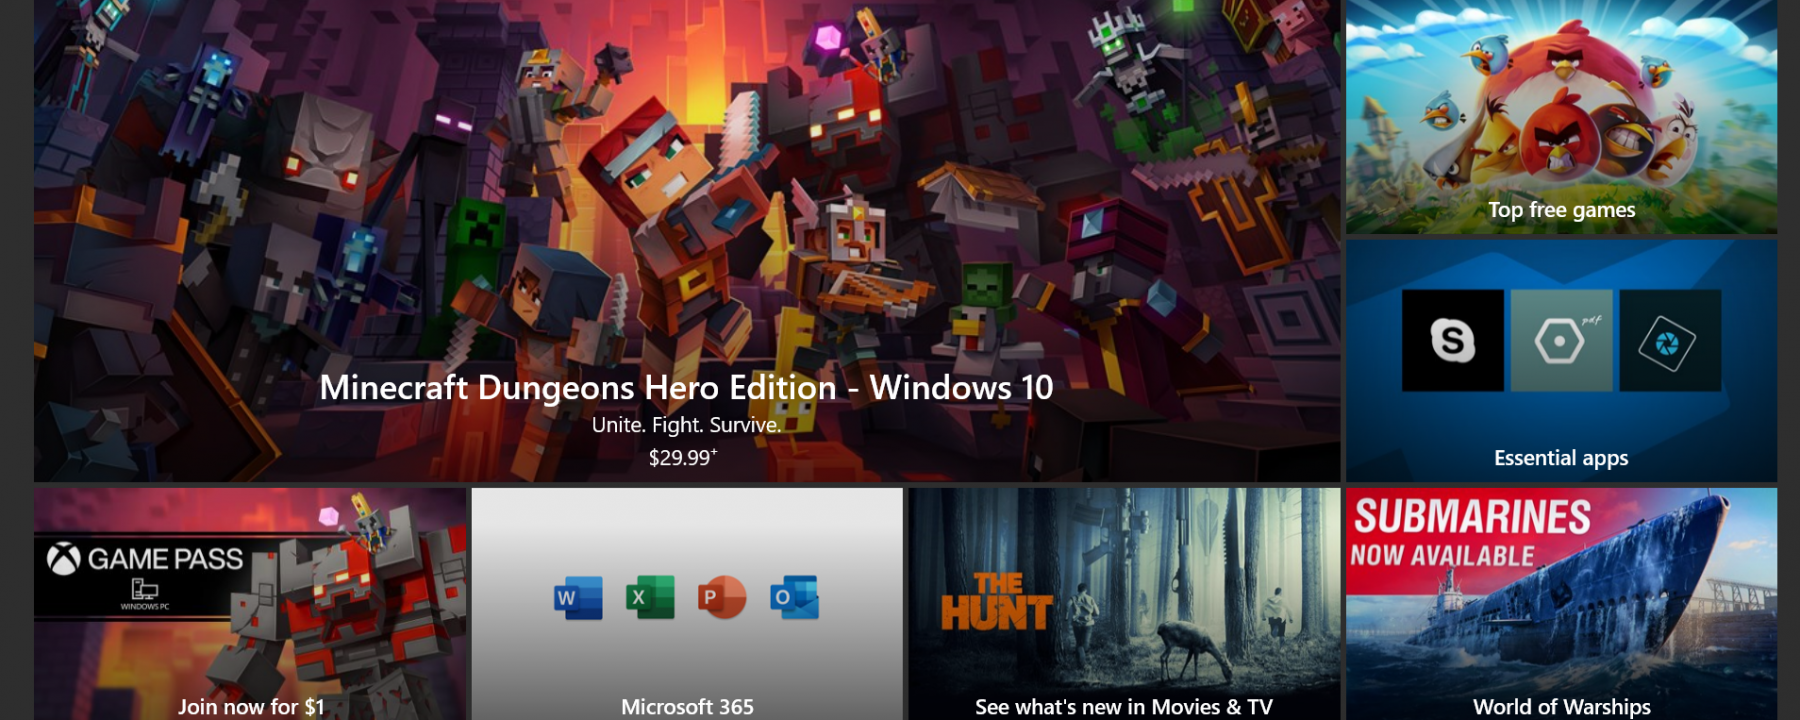 Minecraft Dungeons Hero Edition - Windows 10
Unite. Fight. Survive.
$29.99+
Top free games
S
pdf
Essential apps
GAME PASS
WINDOWS PC
Join now for $1
W X P O
Microsoft 365
THE
HUNT
See what's new in Movies & TV
SUBMARINES
NOW AVAILABLE
World of Warships